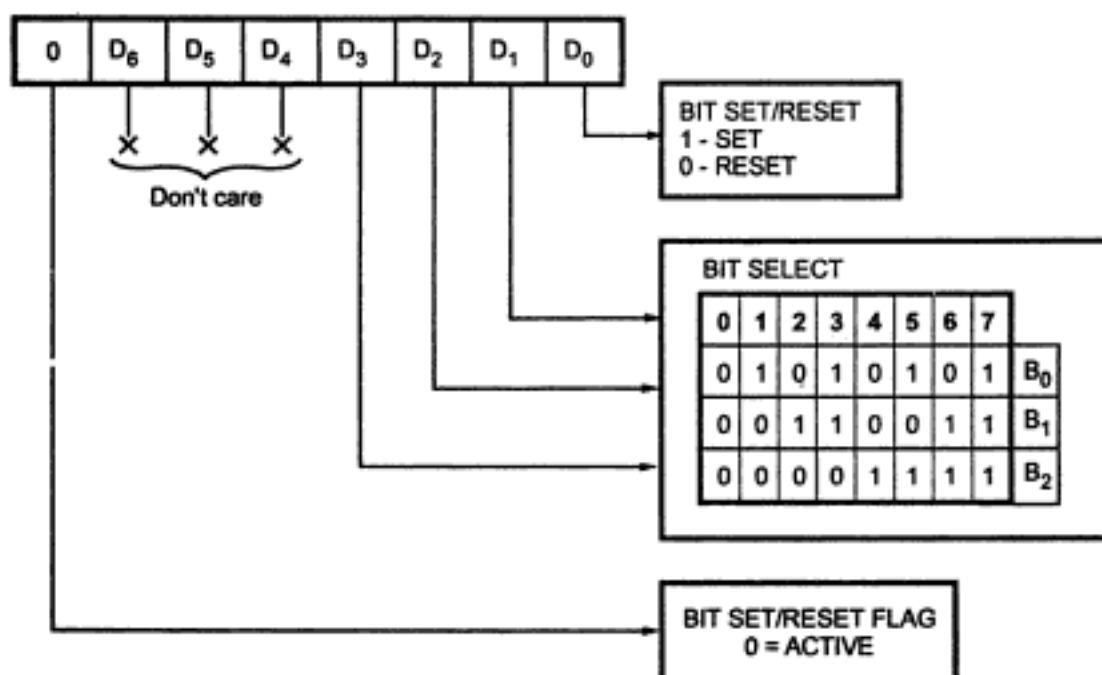 0 D₆ D₅ D₄ D₃ D₂ D₁ D₀
× × ×
Don't care
BIT SET/RESET
1 - SET
0 - RESET
BIT SELECT
0 1 2 3 4 5 6 7
0 1 0 1 0 1 0 1 B₀
0 0 1 1 0 0 1 1 B₁
0 0 0 0 1 1 1 1 B₂
BIT SET/RESET FLAG
0 = ACTIVE